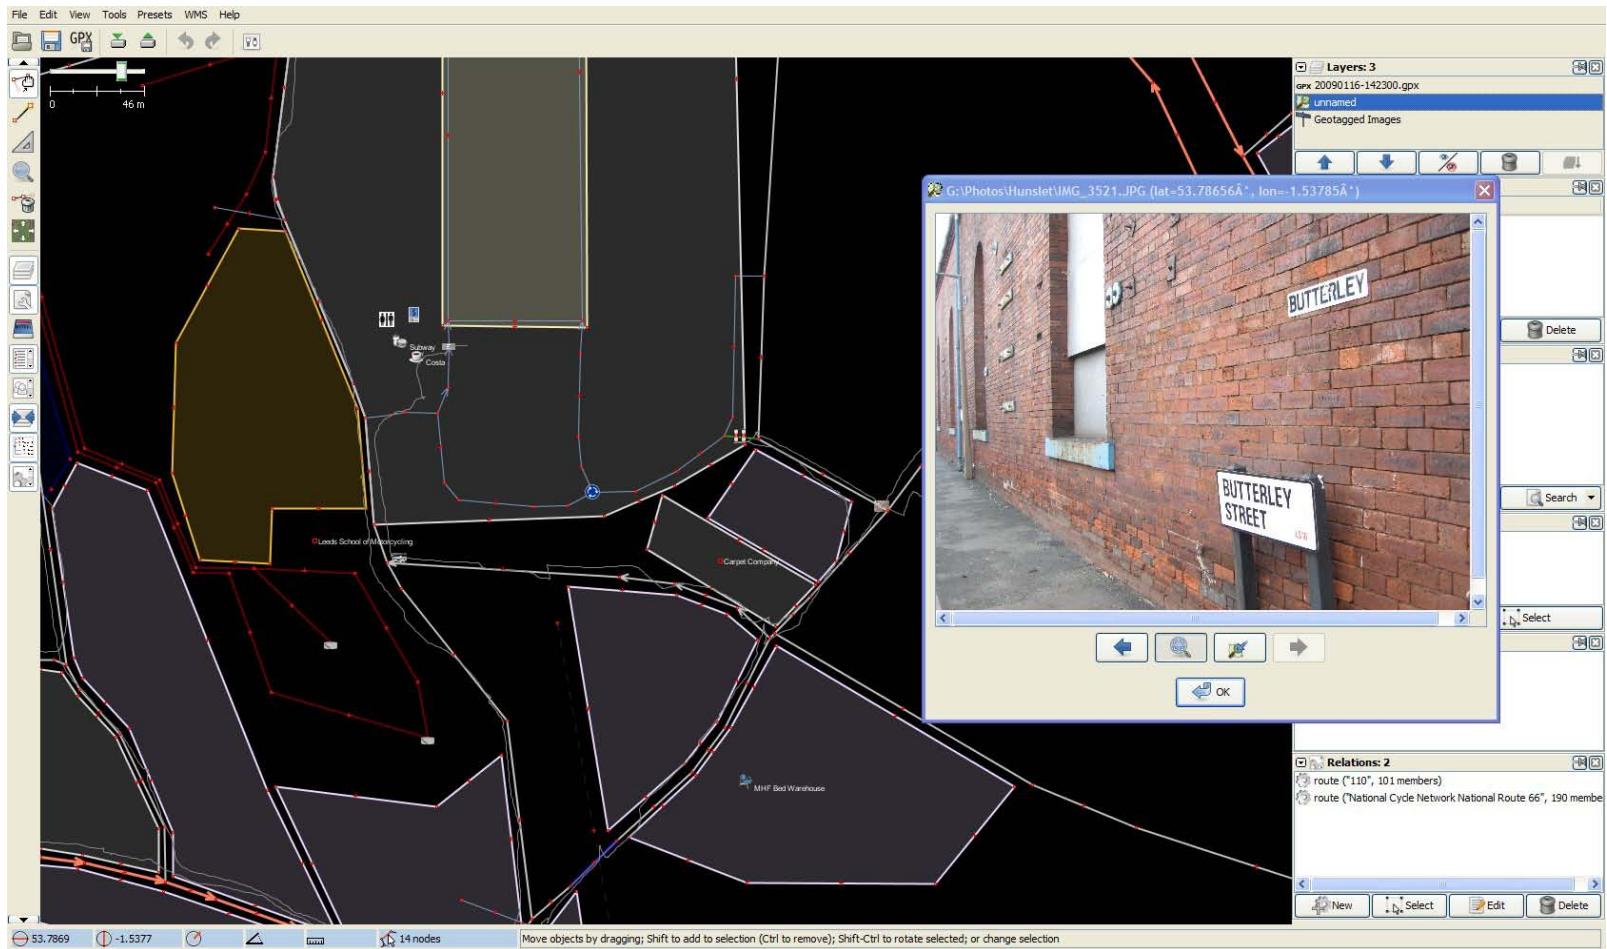 File Edit View Tools Presets WMS Help
GPX
0 46 m
Layers: 3
GPX 20090116-142300.gpx
unnamed
Geotagged Images
G:\Photos\Hunslet\IMG_3521.JPG (lat=53.78656Â°, lon=-1.53785Â°)
BUTTERLEY
BUTTERLEY
STREET
OK
Delete
Search
Select
Subway
Costa
Leeds School of Motorcycling
Carpet Company
MHF Bed Warehouse
Relations: 2
route ("110", 101 members)
route ("National Cycle Network National Route 66", 190 membe
New Select Edit Delete
53.7869 -1.5377 14 nodes Move objects by dragging; Shift to add to selection (Ctrl to remove); Shift-Ctrl to rotate selected; or change selection